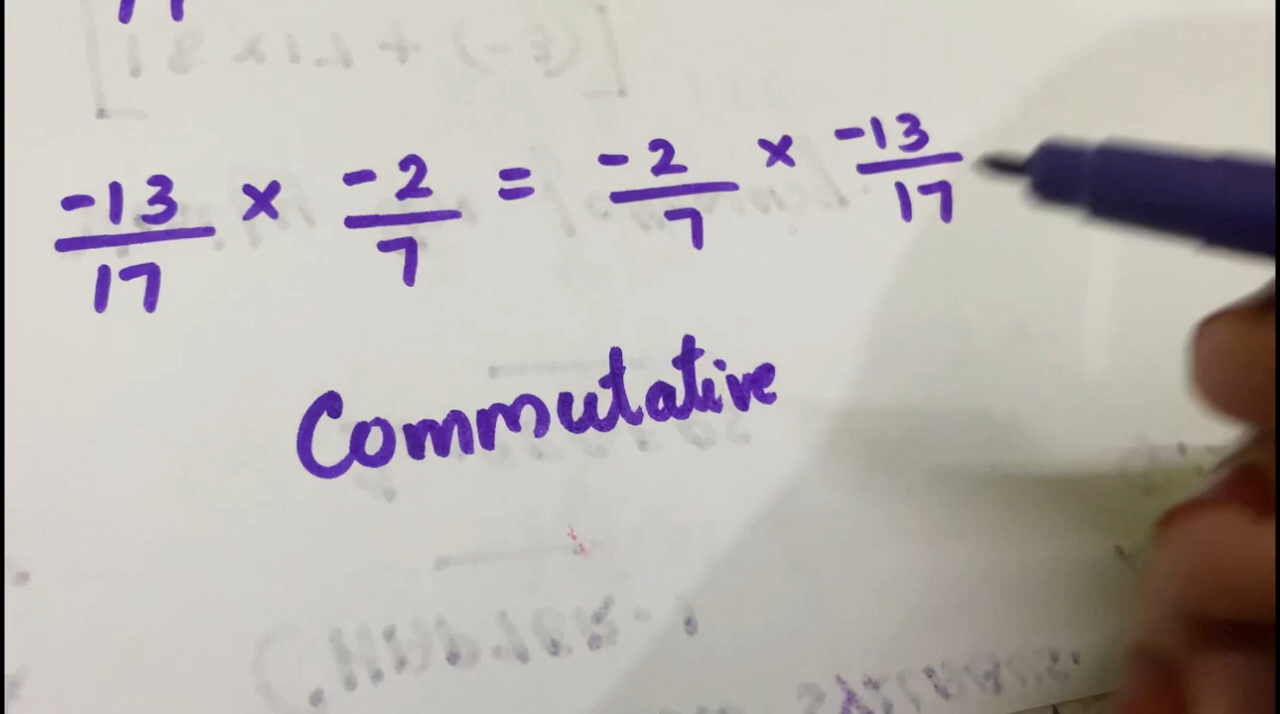 -13/17 × -2/7 = -2/7 × -13/17
Commutative